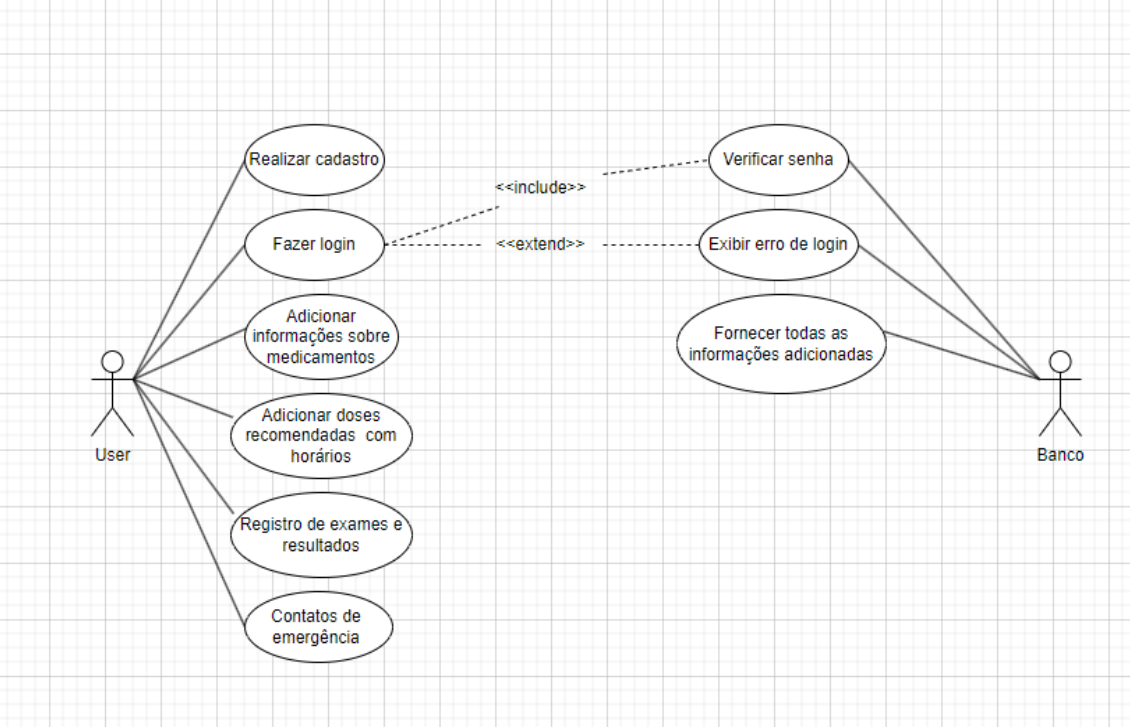 Realizar cadastro
Verificar senha
<<include>>
Fazer login
<<extend>>
Exibir erro de login
Adicionar
informações sobre
medicamentos
Fornecer todas as
informações adicionadas
Adicionar doses
recomendadas com
horários
User
Banco
Registro de exames e
resultados
Contatos de
emergência